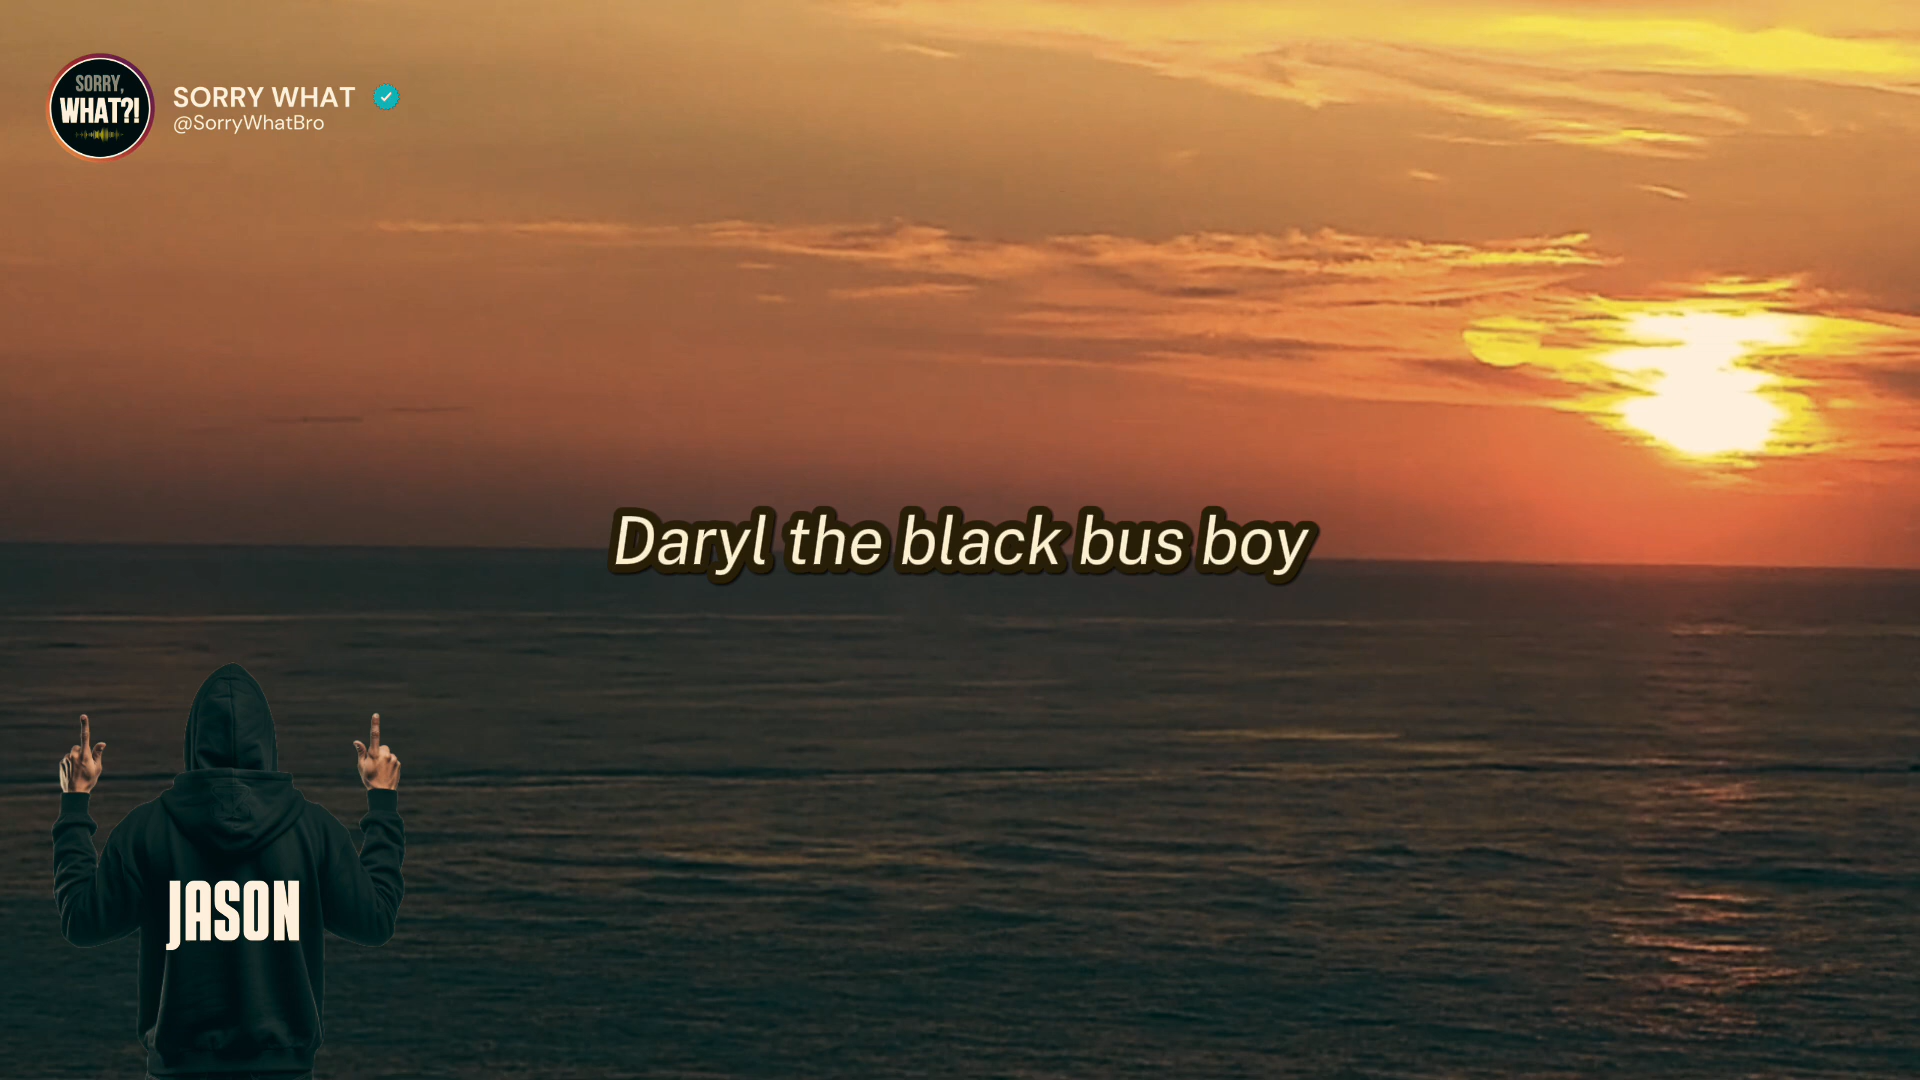 SORRY,
WHAT?!
SORRY WHAT
@SorryWhatBro
Daryl the black bus boy
JASON